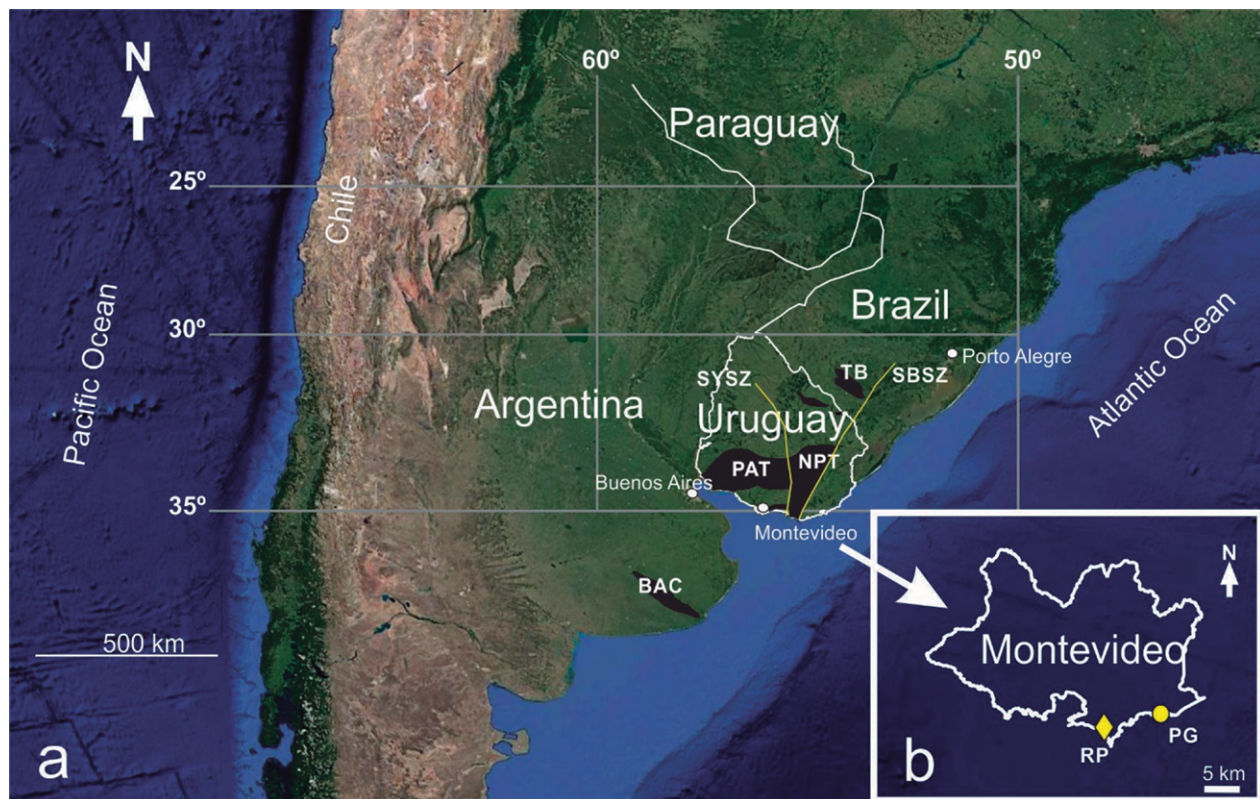 N
60º
50º
Paraguay
25º
Chile
Pacific Ocean
Brazil
30º
Atlantic Ocean
Porto Alegre
TB
SBSZ
SYSZ
Argentina
Uruguay
PAT
NPT
Buenos Aires
35º
Montevideo
BAC
500 km
a
N
Montevideo
PG
RP
b
5 km